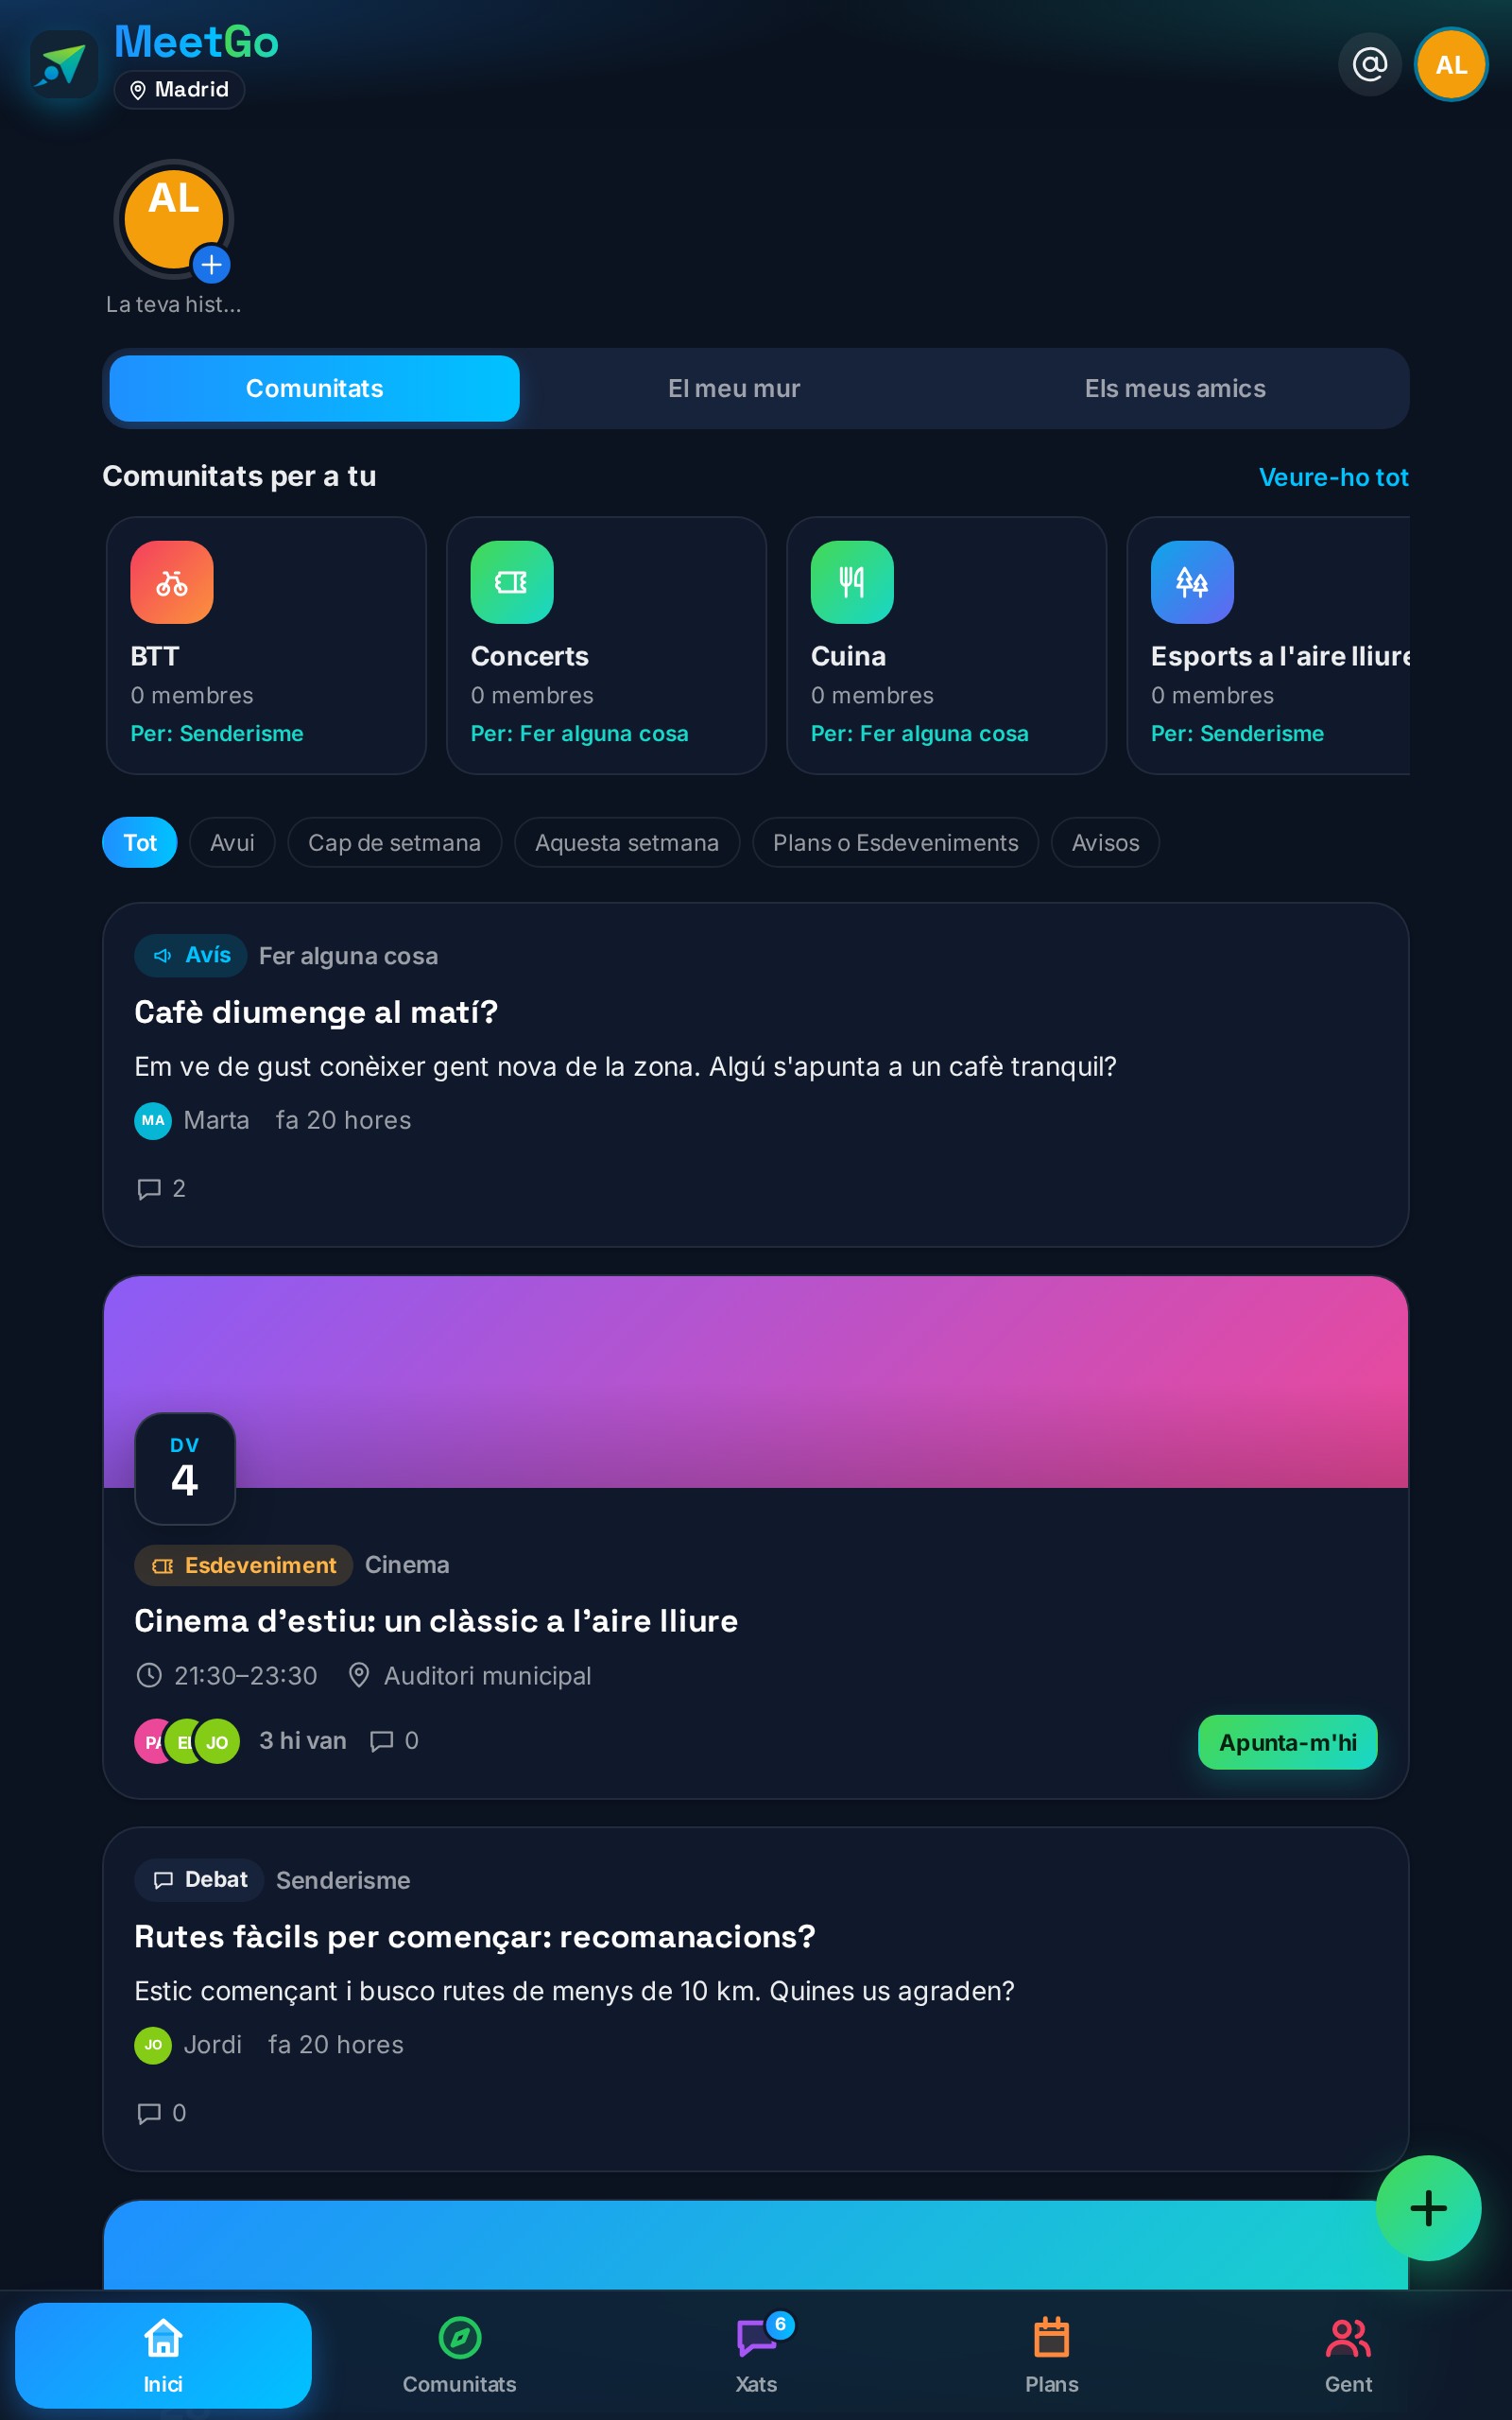 MeetGo
Madrid
AL
AL
La teva hist...
Comunitats
El meu mur
Els meus amics
Comunitats per a tu
Veure-ho tot
BTT
0 membres
Per: Senderisme
Concerts
0 membres
Per: Fer alguna cosa
Cuina
0 membres
Per: Fer alguna cosa
Esports a l'aire lliure
0 membres
Per: Senderisme
Tot
Avui
Cap de setmana
Aquesta setmana
Plans o Esdeveniments
Avisos
Avís
Fer alguna cosa
Cafè diumenge al matí?
Em ve de gust conèixer gent nova de la zona. Algú s'apunta a un cafè tranquil?
MA
Marta
fa 20 hores
2
DV
4
Esdeveniment
Cinema
Cinema d’estiu: un clàssic a l’aire lliure
21:30–23:30
Auditori municipal
PA
JO
3 hi van
0
Apunta-m'hi
Debat
Senderisme
Rutes fàcils per començar: recomanacions?
Estic començant i busco rutes de menys de 10 km. Quines us agraden?
JO
Jordi
fa 20 hores
0
Inici
Comunitats
6
Xats
Plans
Gent